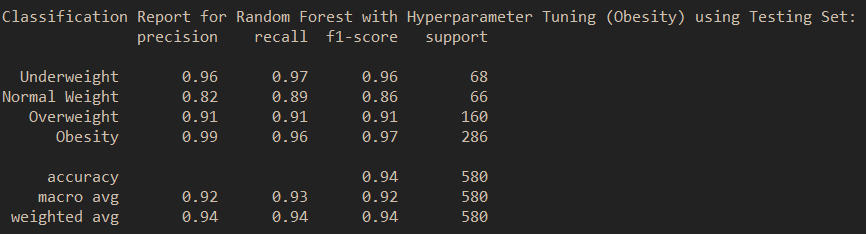 Classification Report for Random Forest with Hyperparameter Tuning (Obesity) using Testing Set:
precision recall f1-score support
Underweight 0.96 0.97 0.96 68
Normal Weight 0.82 0.89 0.86 66
Overweight 0.91 0.91 0.91 160
Obesity 0.99 0.96 0.97 286
accuracy 0.94 580
macro avg 0.92 0.93 0.92 580
weighted avg 0.94 0.94 0.94 580